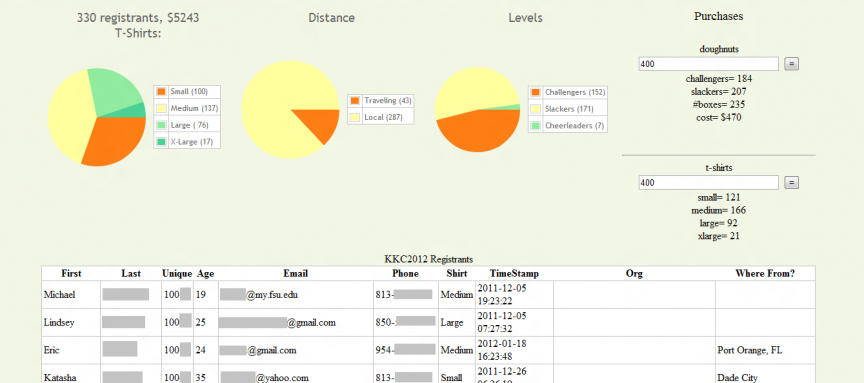 330 registrants, $5243
T-Shirts:
Small (100)
Medium (137)
Large ( 76)
X-Large (17)
Distance
Traveling (43)
Local (287)
Levels
Challengers (152)
Slackers (171)
Cheerleaders (7)
Purchases
doughnuts
400 =
challengers= 184
slackers= 207
#boxes= 235
cost= $470
t-shirts
400 =
small= 121
medium= 166
large= 92
xlarge= 21
KKC2012 Registrants
First Last Unique Age Email Phone Shirt TimeStamp Org Where From?
Michael 100 19 @my.fsu.edu 813- Medium 2011-12-05
19:23:22
Lindsey 100 25 @gmail.com 850- Large 2011-12-05
07:27:32
Eric 100 24 @gmail.com 954- Medium 2012-01-18 Port Orange, FL
16:23:48
Katasha 100 35 @yahoo.com 813- Small 2011-12-26 Dade City